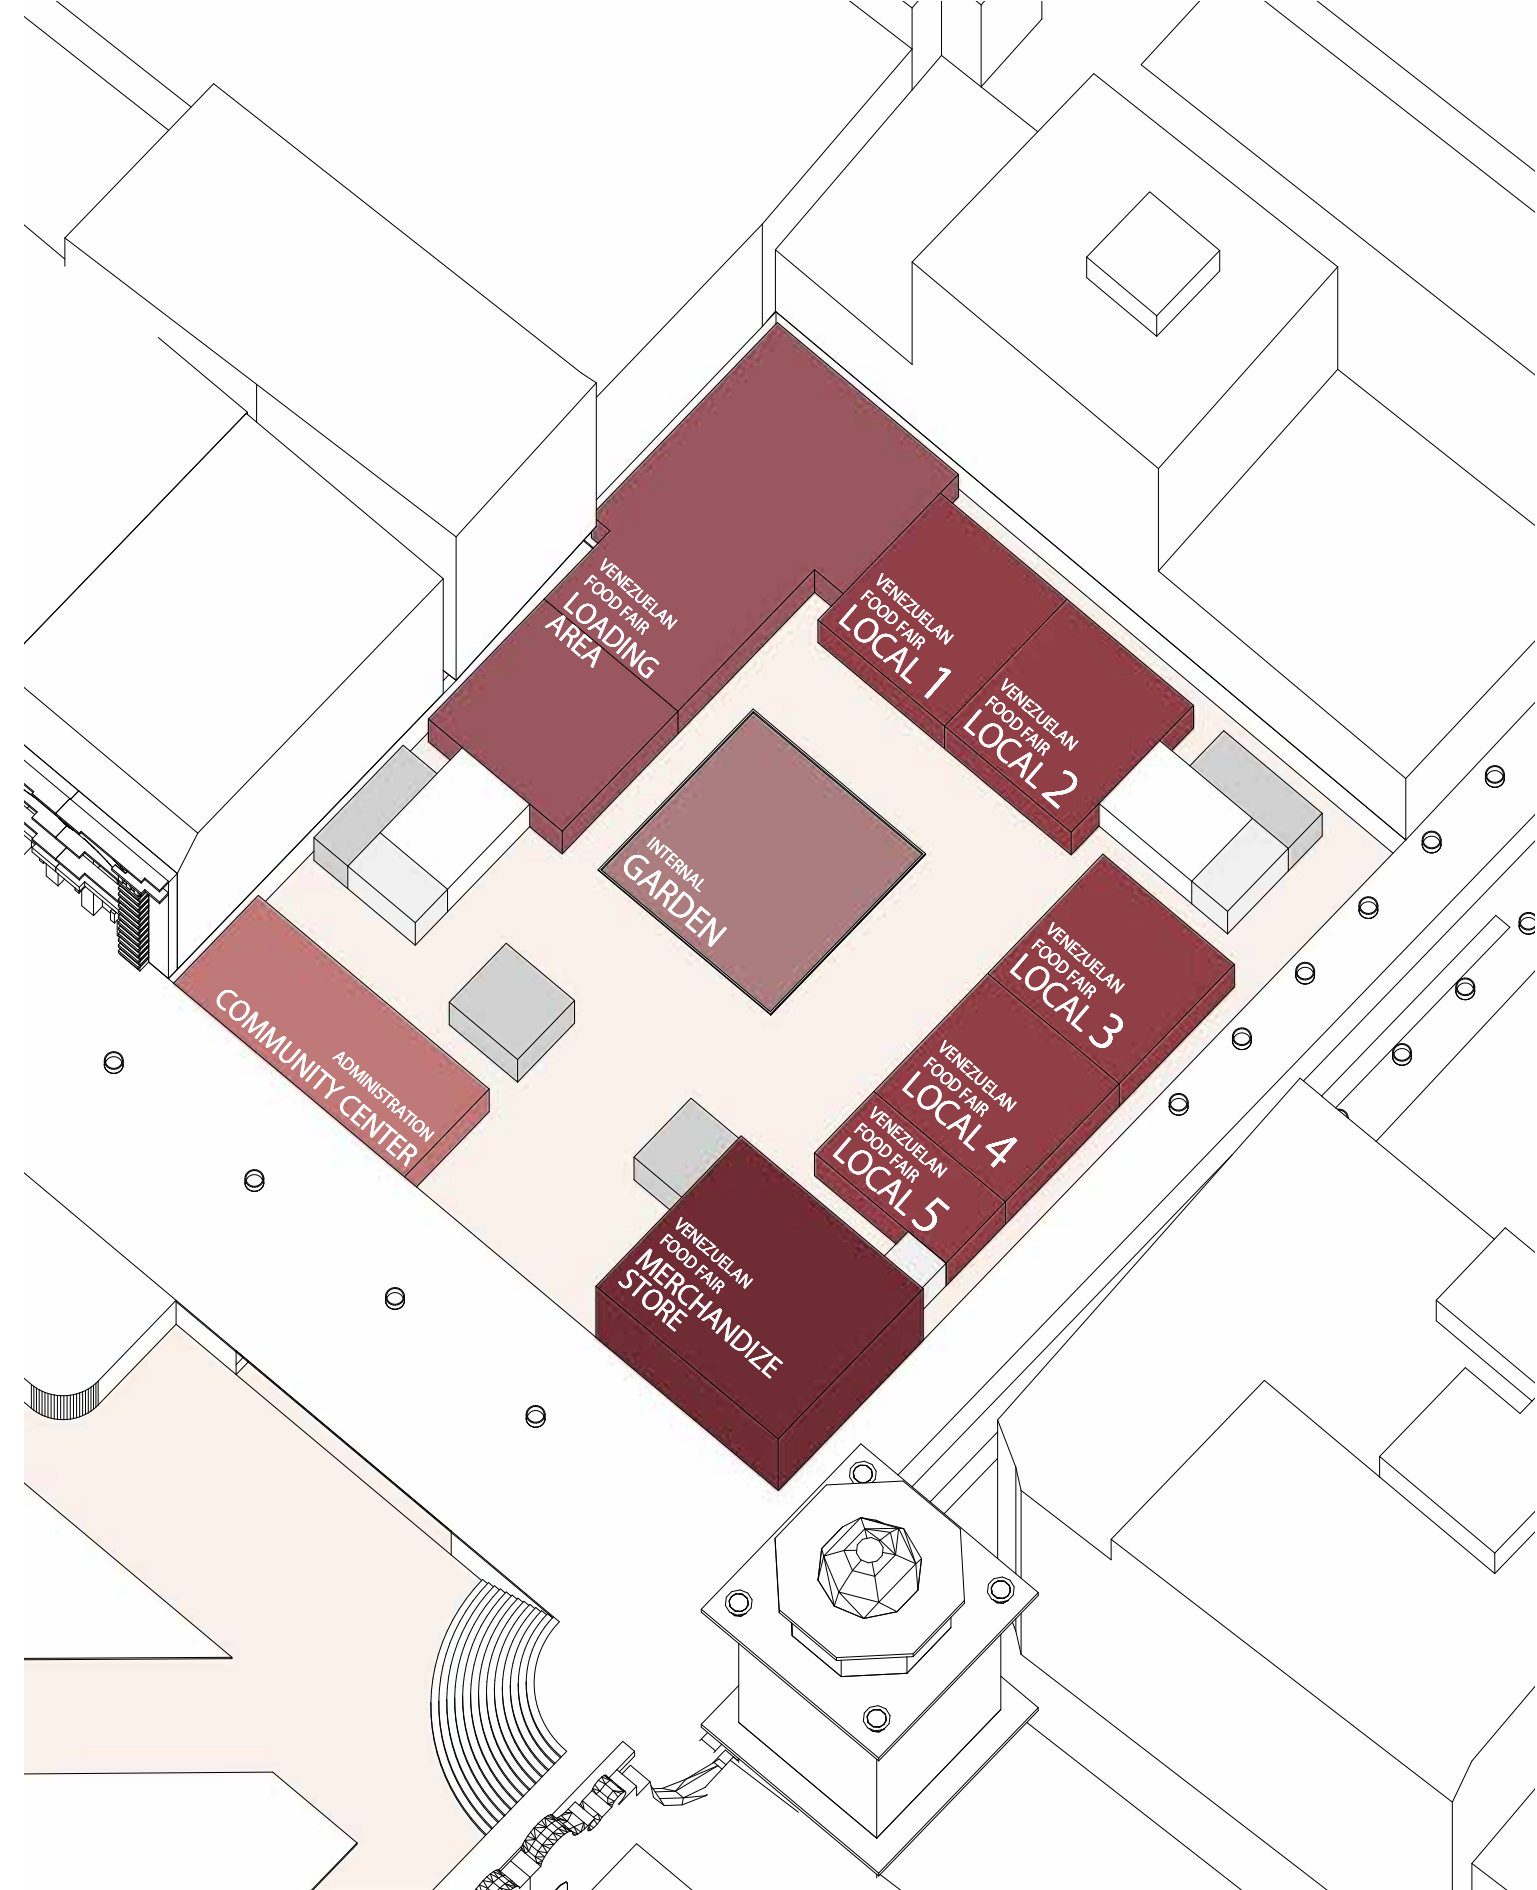 VENEZUELAN
FOOD FAIR
LOADING
AREA
VENEZUELAN
FOOD FAIR
LOCAL 1
VENEZUELAN
FOOD FAIR
LOCAL 2
INTERNAL
GARDEN
VENEZUELAN
FOOD FAIR
LOCAL 3
ADMINISTRATION
COMMUNITY CENTER
VENEZUELAN
FOOD FAIR
LOCAL 4
VENEZUELAN
FOOD FAIR
LOCAL 5
VENEZUELAN
FOOD FAIR
MERCHANDIZE
STORE